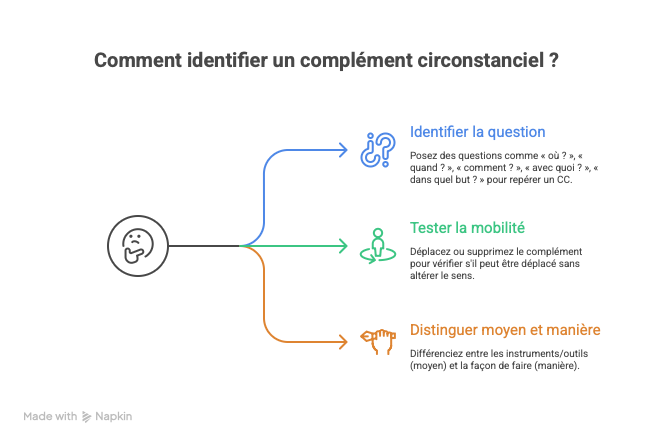 Comment identifier un complément circonstanciel ?
Identifier la question
Posez des questions comme « où ? », «
quand ? », « comment ? », « avec quoi ? », «
dans quel but ? » pour repérer un CC.
Tester la mobilité
Déplacez ou supprimez le complément
pour vérifier s'il peut être déplacé sans
altérer le sens.
Distinguer moyen et manière
Différenciez entre les instruments/outils
(moyen) et la façon de faire (manière).
Made with Napkin